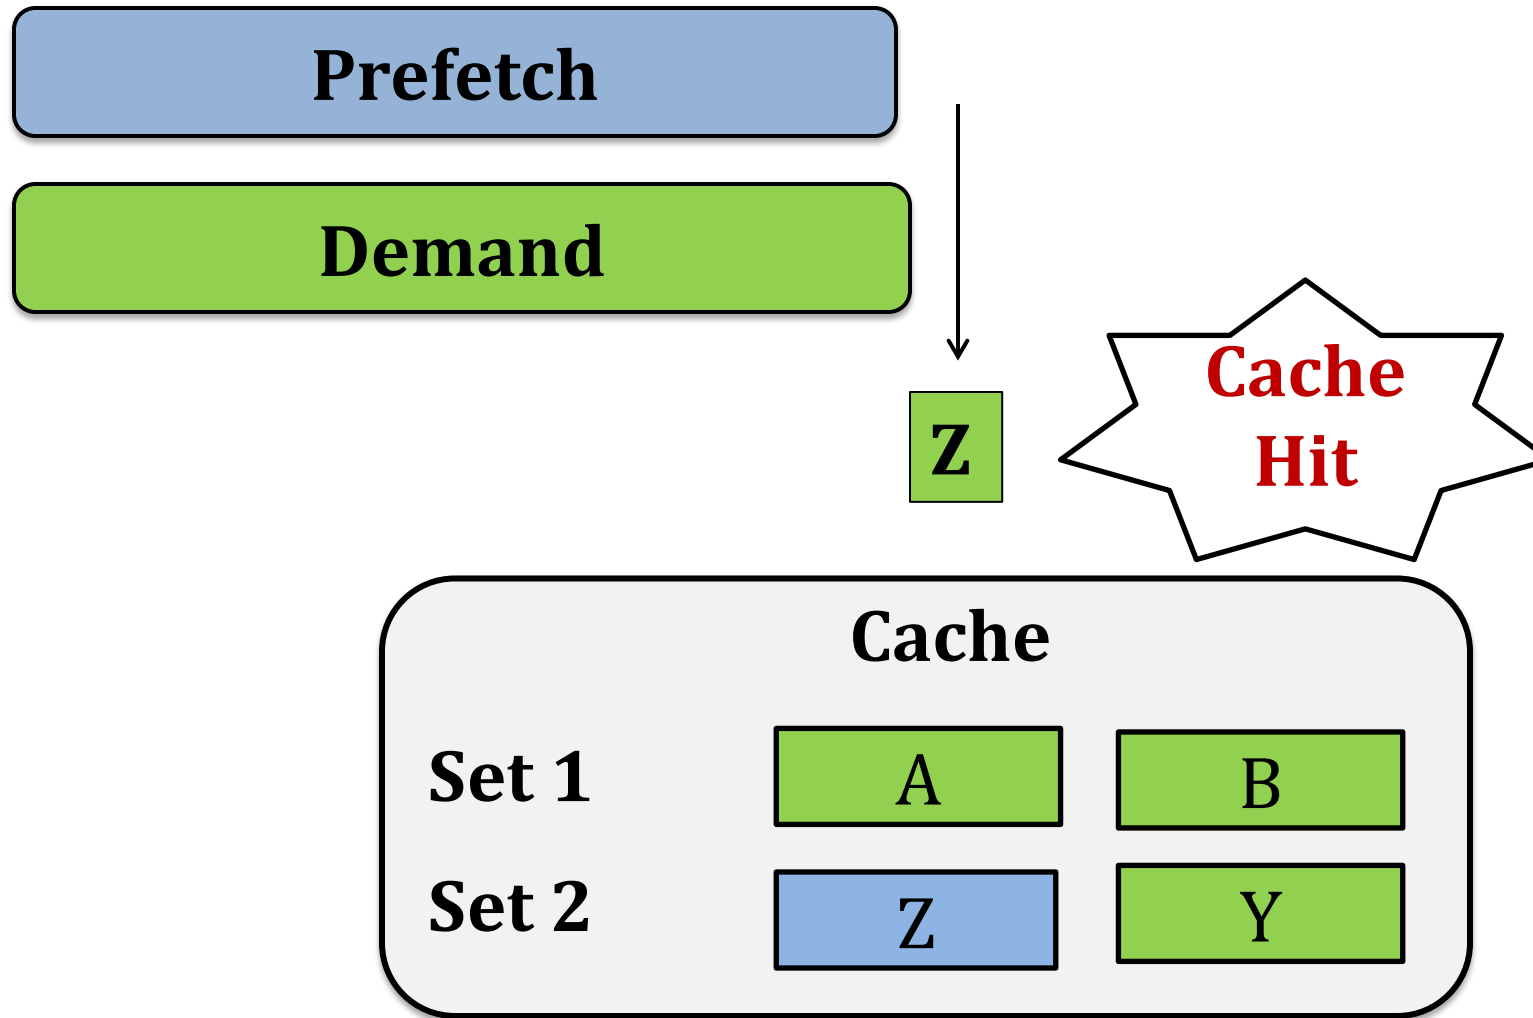 Prefetch
Demand
Z
Cache
Hit
Cache
Set 1 A B
Set 2 Z Y